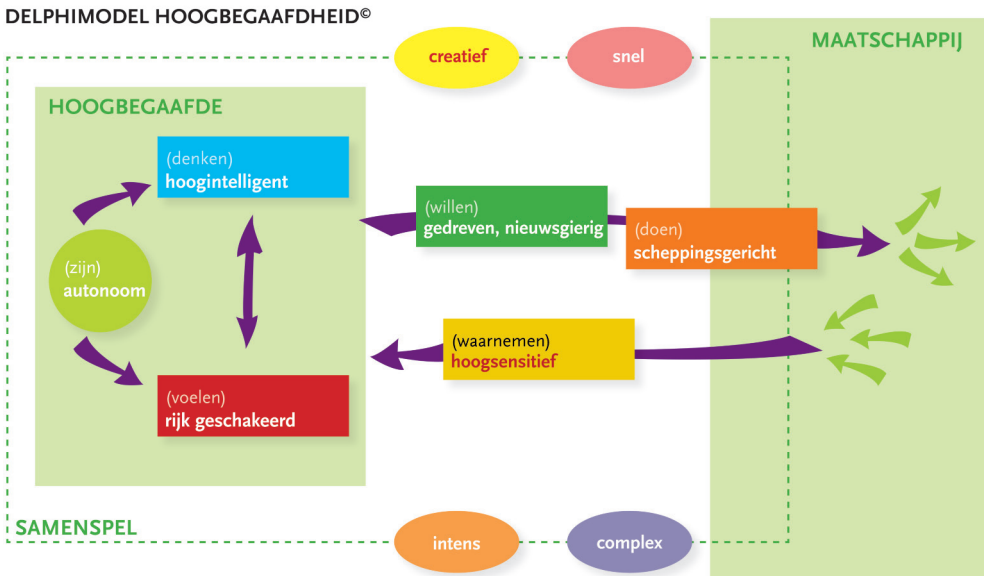 DELPHIMODEL HOOGBEGAAFDHEID©
MAATSCHAPPIJ
creatief
snel
HOOGBEGAAFDE
(denken)
hoogintelligent
(willen)
gedreven, nieuwsgierig
(doen)
scheppingsgericht
(zijn)
autonoom
(waarnemen)
hoogsensitief
(voelen)
rijk geschakeerd
SAMENSPEL
intens
complex